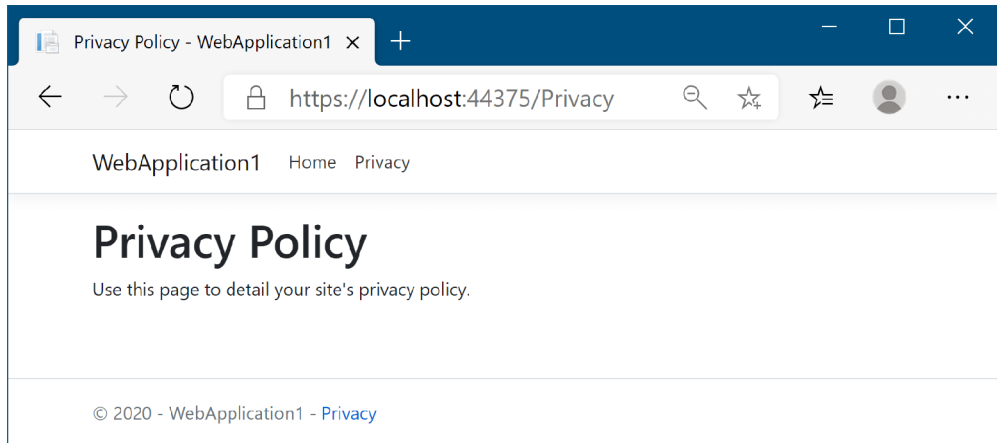 Privacy Policy - WebApplication1
https://localhost:44375/Privacy
WebApplication1 Home Privacy
Privacy Policy
Use this page to detail your site's privacy policy.
© 2020 - WebApplication1 - Privacy